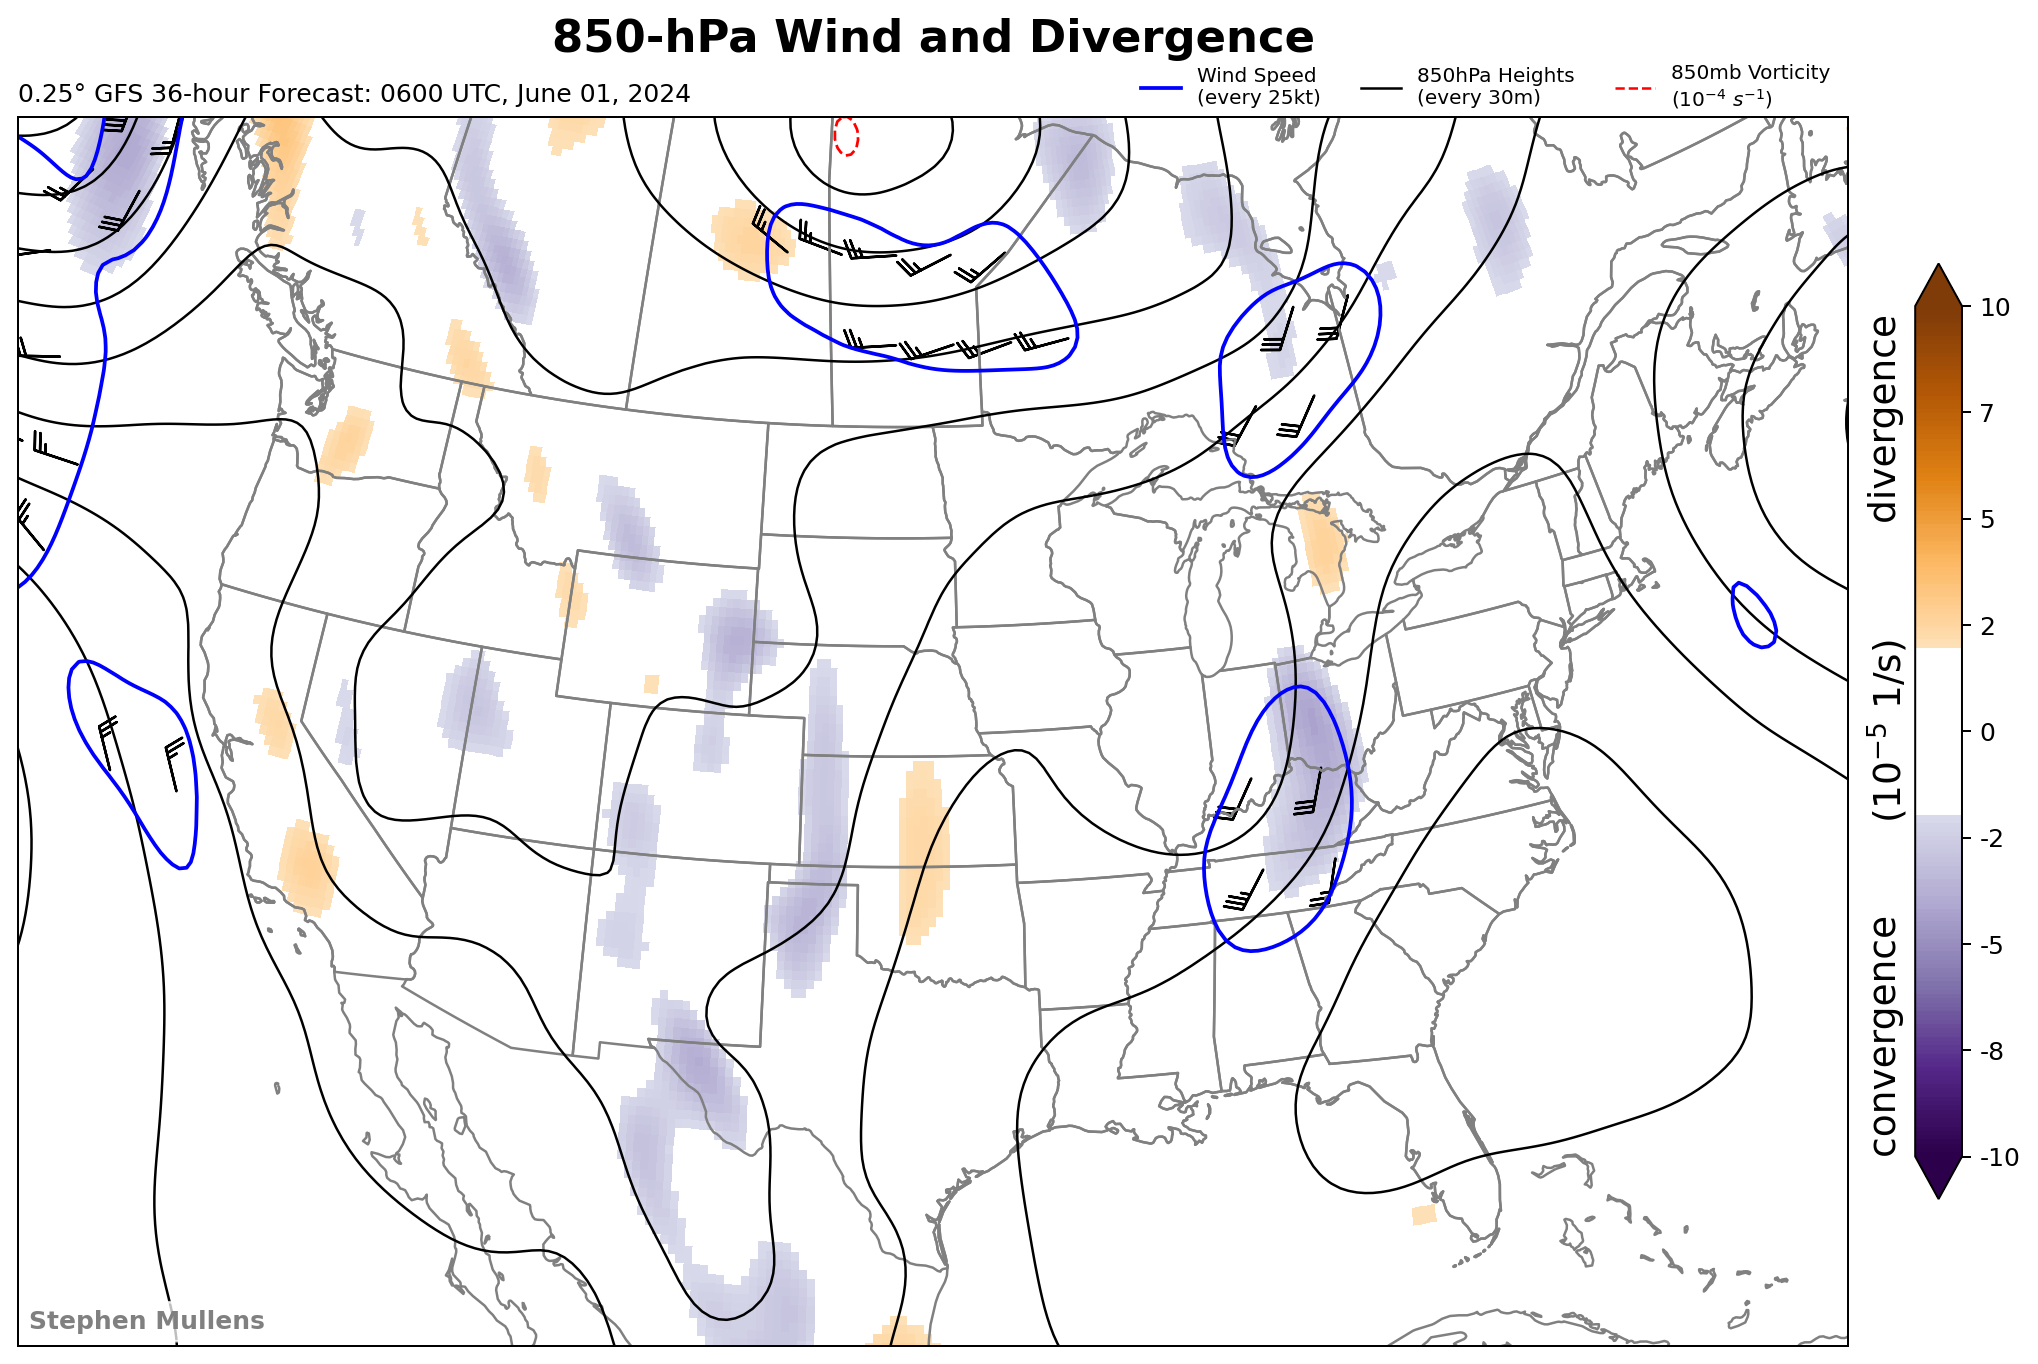 850-hPa Wind and Divergence
0.25° GFS 36-hour Forecast: 0600 UTC, June 01, 2024
Wind Speed
(every 25kt)
850hPa Heights
(every 30m)
850mb Vorticity
(10⁻⁴ s⁻¹)
10
7
5
2
0
-2
-5
-8
-10
convergence (10⁻⁵ 1/s) divergence
Stephen Mullens